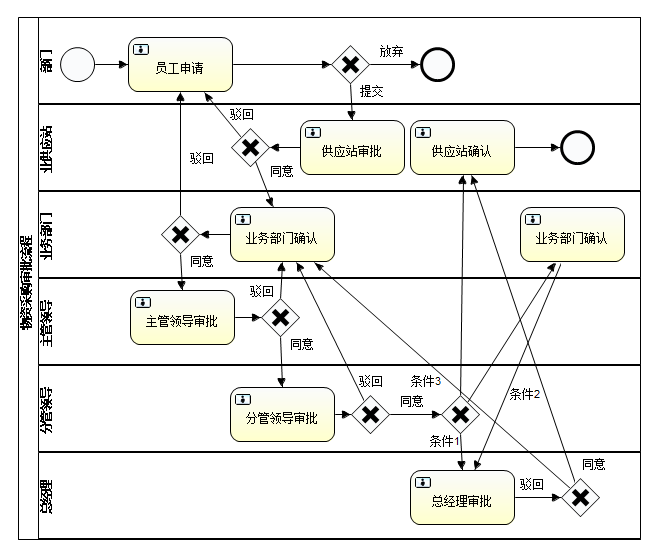 物资采购审批流程
部门
员工申请
放弃
提交
业供应站
驳回
驳回
同意
供应站审批
供应站确认
业务部门
业务部门确认
业务部门确认
同意
主管领导
驳回
主管领导审批
同意
分管领导
驳回
条件3
同意
条件2
分管领导审批
条件1
总经理
同意
驳回
总经理审批